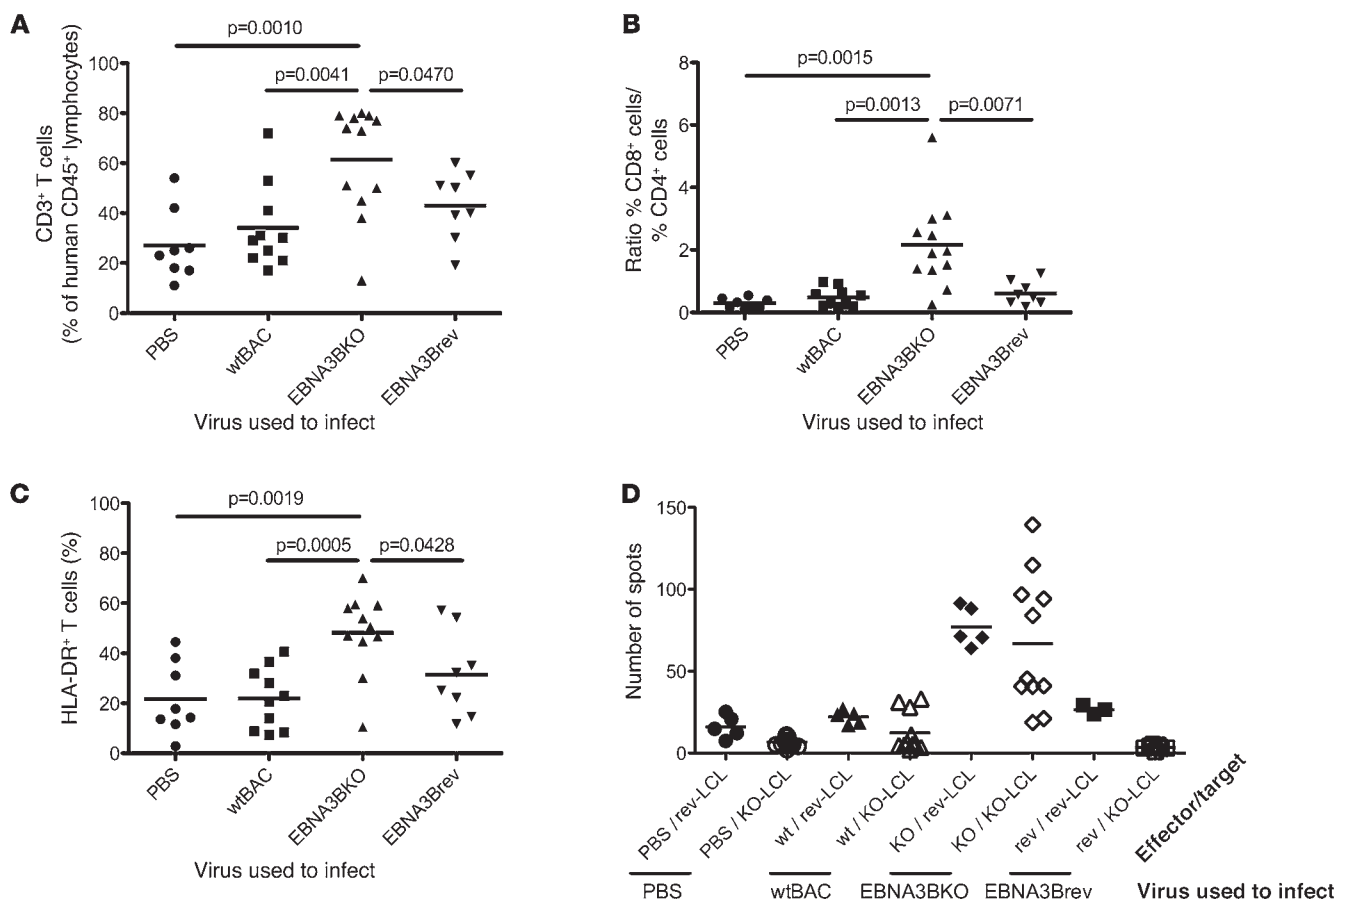 A
p=0.0010
p=0.0041
p=0.0470
CD3⁺ T cells
(% of human CD45⁺ lymphocytes)
100
80
60
40
20
0
PBS
wtBAC
EBNA3BKO
EBNA3Brev
Virus used to infect
B
p=0.0015
p=0.0013
p=0.0071
Ratio % CD8⁺ cells/
% CD4⁺ cells
8
6
4
2
0
PBS
wtBAC
EBNA3BKO
EBNA3Brev
Virus used to infect
C
p=0.0019
p=0.0005
p=0.0428
HLA-DR⁺ T cells (%)
100
80
60
40
20
0
PBS
wtBAC
EBNA3BKO
EBNA3Brev
Virus used to infect
D
Number of spots
150
100
50
0
PBS / rev-LCL
PBS / KO-LCL
wt / rev-LCL
wt / KO-LCL
KO / rev-LCL
KO / KO-LCL
rev / rev-LCL
rev / KO-LCL
Effector/target
PBS
wtBAC
EBNA3BKO
EBNA3Brev
Virus used to infect